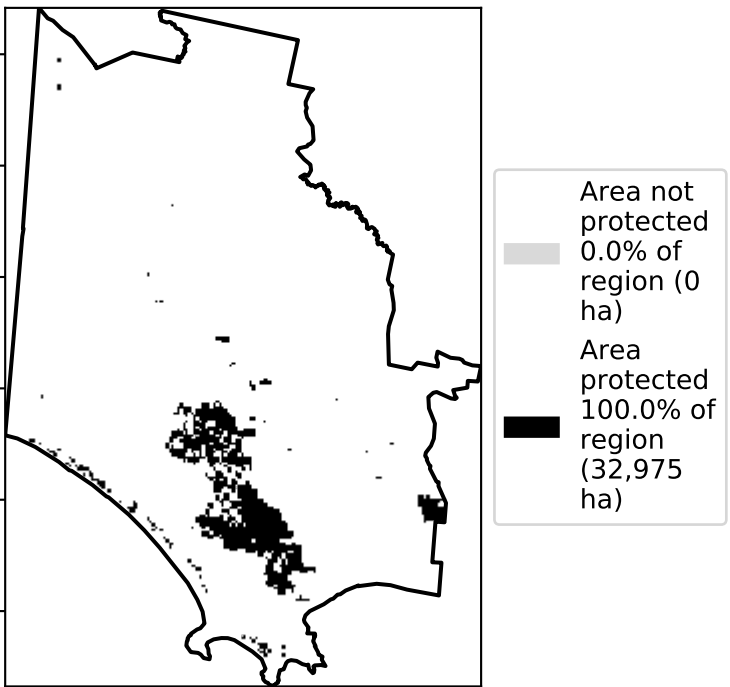 Area not
protected
0.0% of
region (0
ha)
Area
protected
100.0% of
region
(32,975
ha)